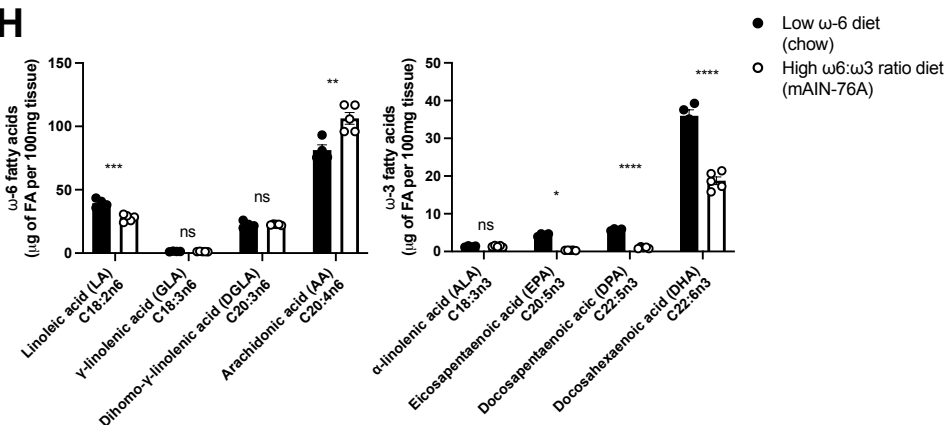 H
Low ω-6 diet
(chow)
High ω6:ω3 ratio diet
(mAIN-76A)
ω-6 fatty acids
(μg of FA per 100mg tissue)
150
100
50
0
***
ns
ns
**
Linoleic acid (LA)
C18:2n6
γ-linolenic acid (GLA)
C18:3n6
Dihomo-γ-linolenic acid (DGLA)
C20:3n6
Arachidonic acid (AA)
C20:4n6
ω-3 fatty acids
(μg of FA per 100mg tissue)
50
40
30
20
10
0
ns
*
****
****
α-linolenic acid (ALA)
C18:3n3
Eicosapentaenoic acid (EPA)
C20:5n3
Docosapentaenoic acic (DPA)
C22:5n3
Docosahexaenoic acid (DHA)
C22:6n3